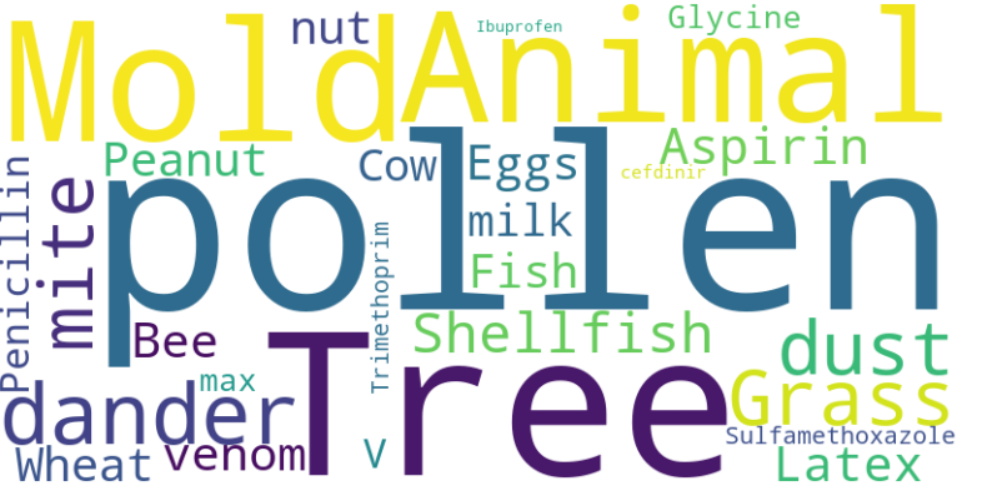 Mold
nut
Animal
Ibuprofen
Glycine
Peanut
Cow
Eggs
cefdinir
Aspirin
Penicillin
mite
pollen
milk
Fish
Trimethoprim
Bee
Shellfish
dust
Tree
max
dander
Grass
Sulfamethoxazole
Wheat
venom
V
Latex